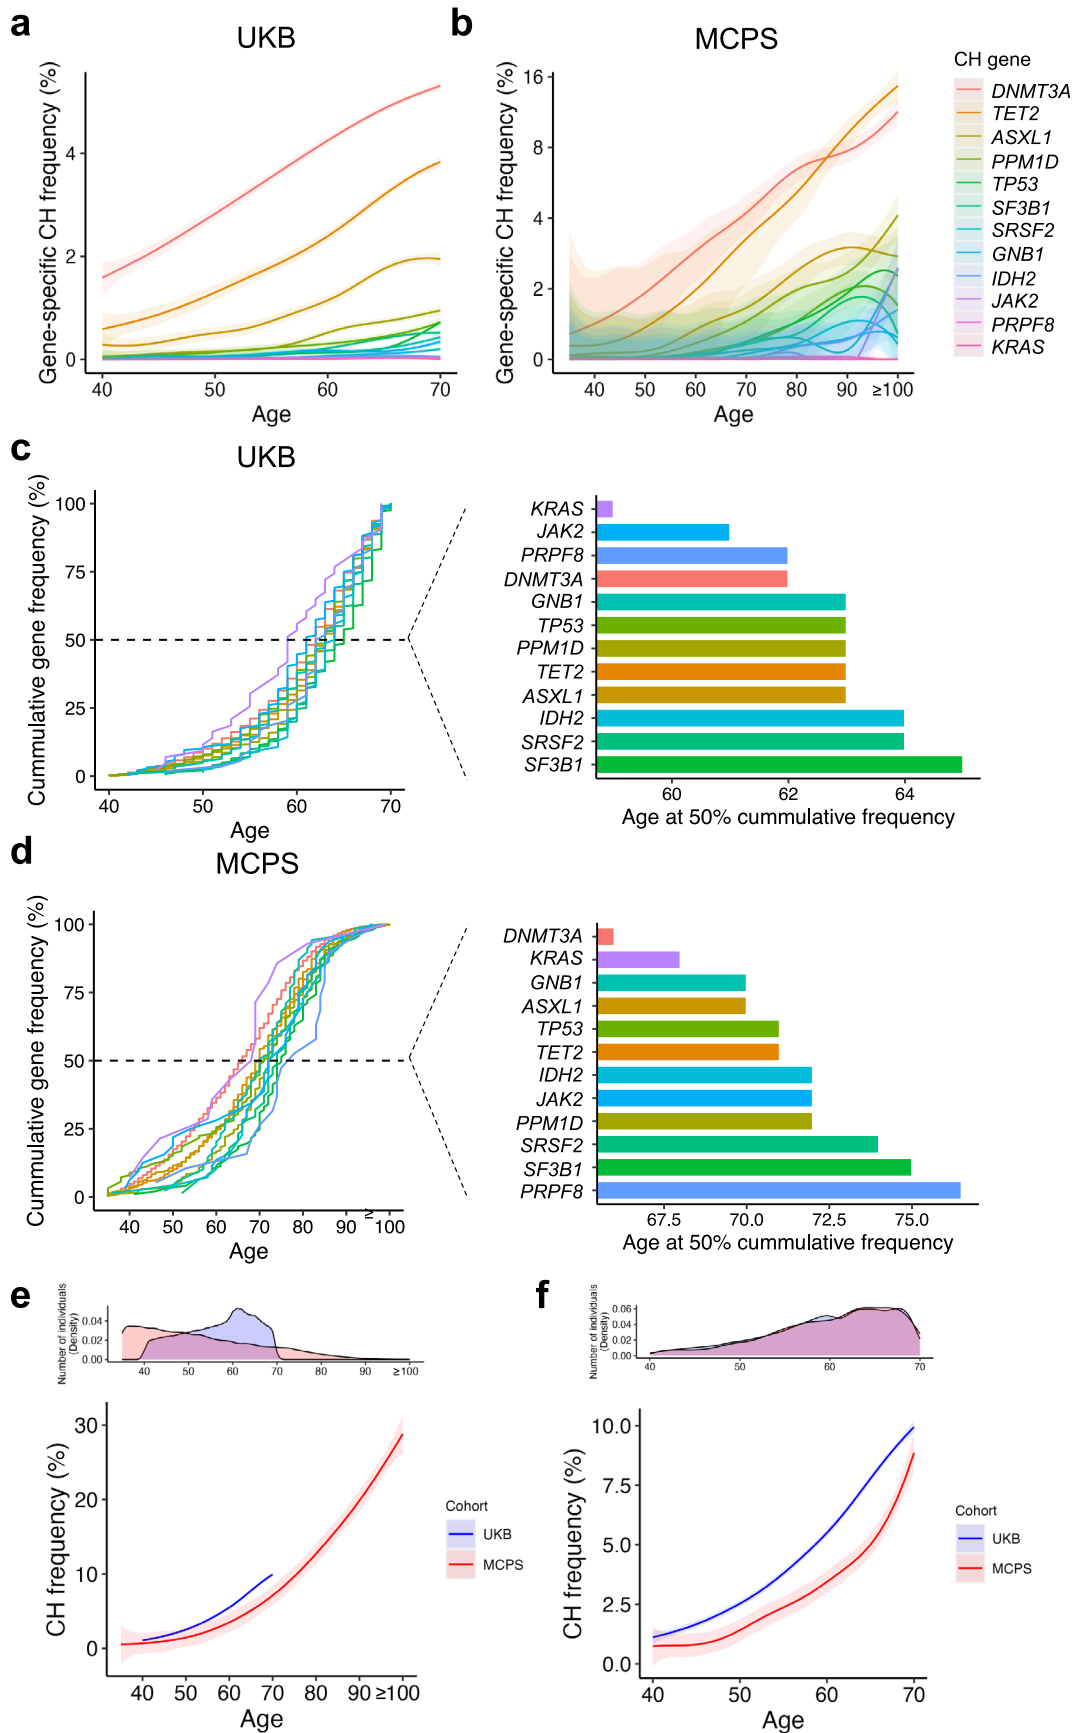 a
UKB
Gene-specific CH frequency (%)
4
2
0
40
50
60
70
Age
b
MCPS
Gene-specific CH frequency (%)
16
8
4
2
0
40
50
60
70
80
90
≥100
Age
CH gene
DNMT3A
TET2
ASXL1
PPM1D
TP53
SF3B1
SRSF2
GNB1
IDH2
JAK2
PRPF8
KRAS
c
UKB
Cummulative gene frequency (%)
100
75
50
25
0
40
50
60
70
Age
KRAS
JAK2
PRPF8
DNMT3A
GNB1
TP53
PPM1D
TET2
ASXL1
IDH2
SRSF2
SF3B1
60
62
64
Age at 50% cummulative frequency
d
MCPS
Cummulative gene frequency (%)
100
75
50
25
0
40
50
60
70
80
90
≥
100
Age
DNMT3A
KRAS
GNB1
ASXL1
TP53
TET2
IDH2
JAK2
PPM1D
SRSF2
SF3B1
PRPF8
67.5
70.0
72.5
75.0
Age at 50% cummulative frequency
e
Number of individuals
(Density)
0.04
0.02
0.00
40
50
60
70
80
90
≥100
CH frequency (%)
30
20
10
0
40
50
60
70
80
90
≥100
Age
Cohort
UKB
MCPS
f
Number of individuals
(Density)
0.06
0.04
0.02
0.00
40
50
60
70
CH frequency (%)
10.0
7.5
5.0
2.5
0.0
40
50
60
70
Age
Cohort
UKB
MCPS